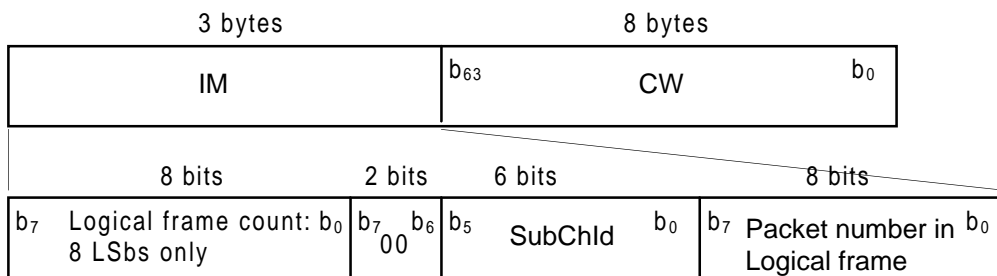 3 bytes 8 bytes
IM b63 CW b0
8 bits 2 bits 6 bits 8 bits
b7 Logical frame count: b0 b7 b6 b5 SubChId b0 b7 Packet number in b0
8 LSbs only 00 Logical frame